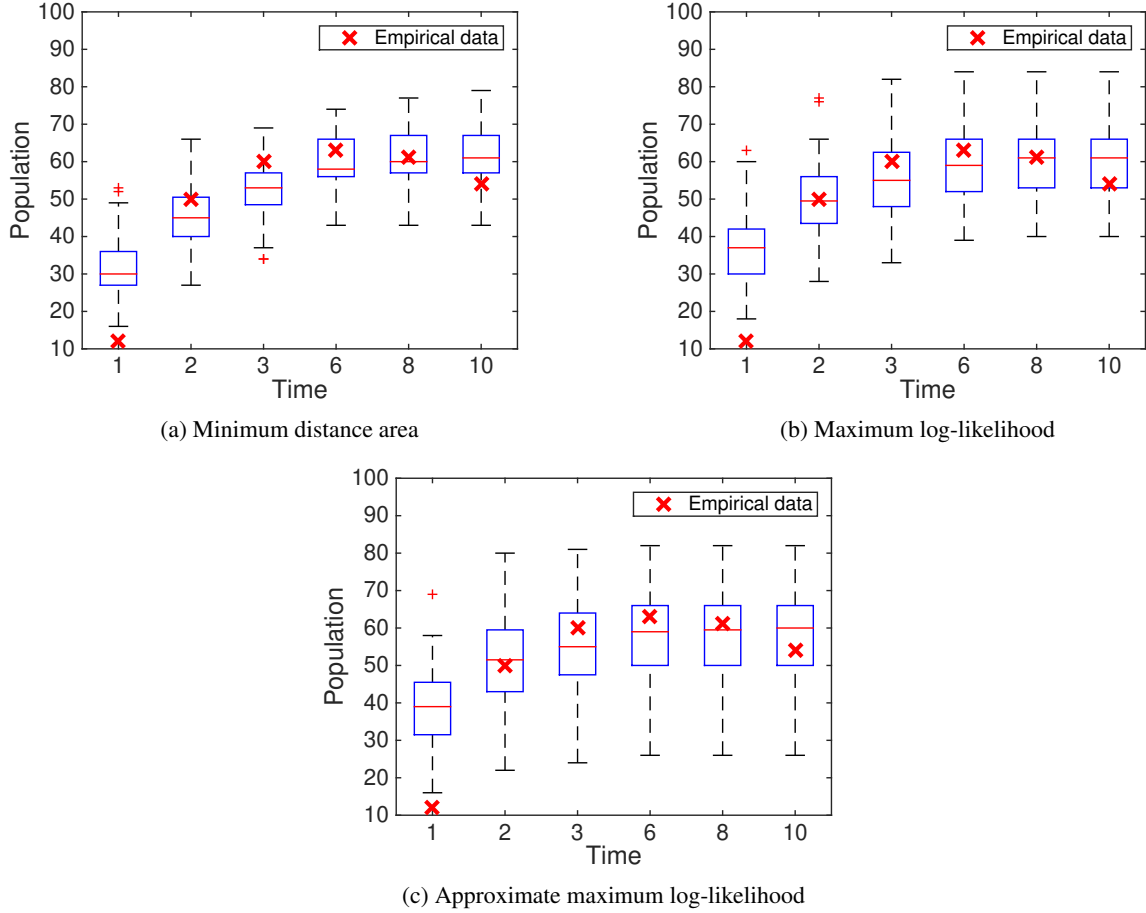 100
90
80
70
60
50
40
30
20
10
Population
Empirical data
1 2 3 6 8 10
Time
(a) Minimum distance area
100
90
80
70
60
50
40
30
20
10
Population
Empirical data
1 2 3 6 8 10
Time
(b) Maximum log-likelihood
100
90
80
70
60
50
40
30
20
10
Population
Empirical data
1 2 3 6 8 10
Time
(c) Approximate maximum log-likelihood